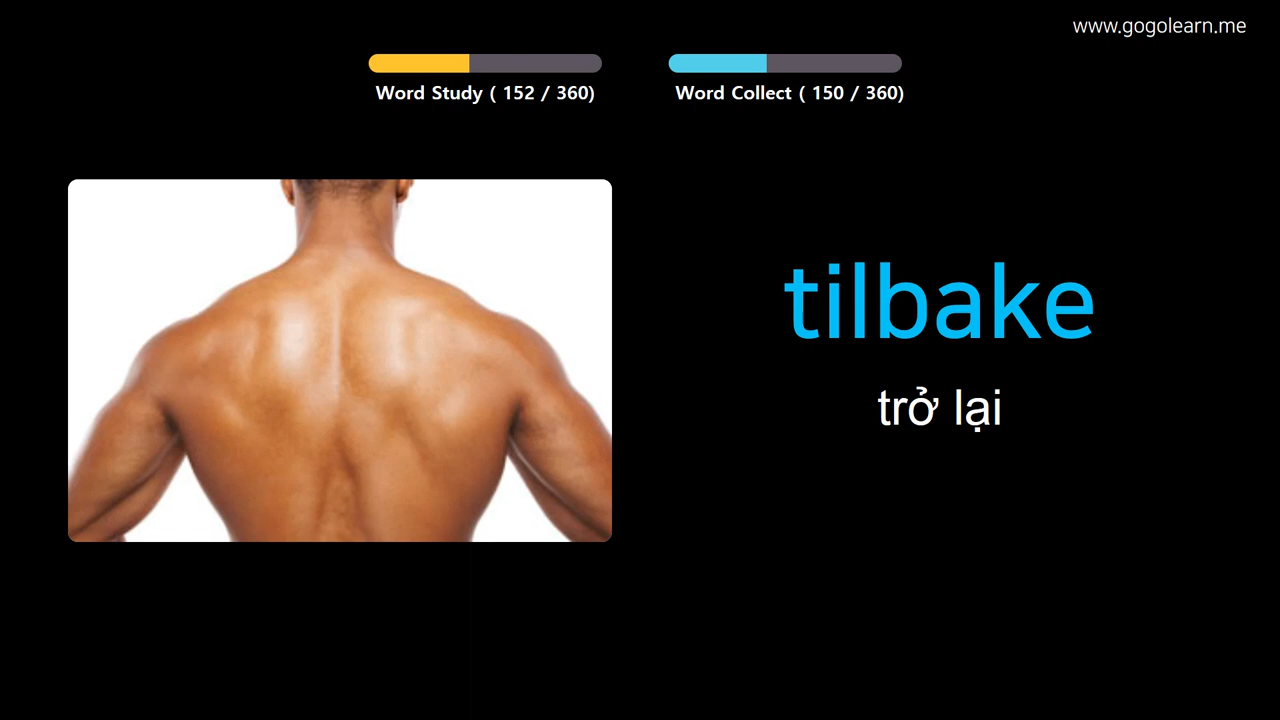 www.gogolearn.me
Word Study ( 152 / 360)
Word Collect ( 150 / 360)
tilbake
trở lại